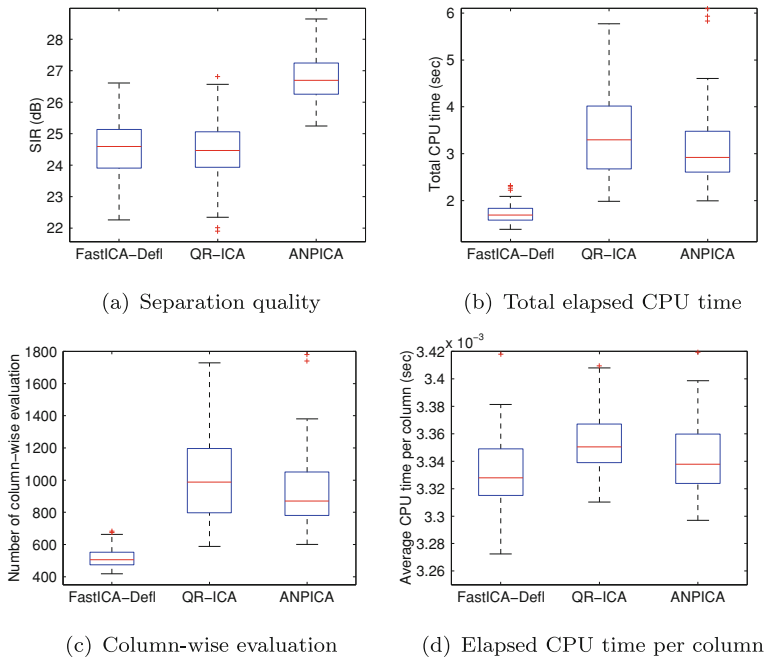 28
27
26
25
24
23
22
SIR (dB)
FastICA-Defl QR-ICA ANPICA
(a) Separation quality
6
5
4
3
2
Total CPU time (sec)
FastICA-Defl QR-ICA ANPICA
(b) Total elapsed CPU time
1800
1600
1400
1200
1000
800
600
400
Number of column-wise evaluation
FastICA-Defl QR-ICA ANPICA
(c) Column-wise evaluation
x 10⁻³
3.42
3.4
3.38
3.36
3.34
3.32
3.3
3.28
3.26
Average CPU time per column (sec)
FastICA-Defl QR-ICA ANPICA
(d) Elapsed CPU time per column